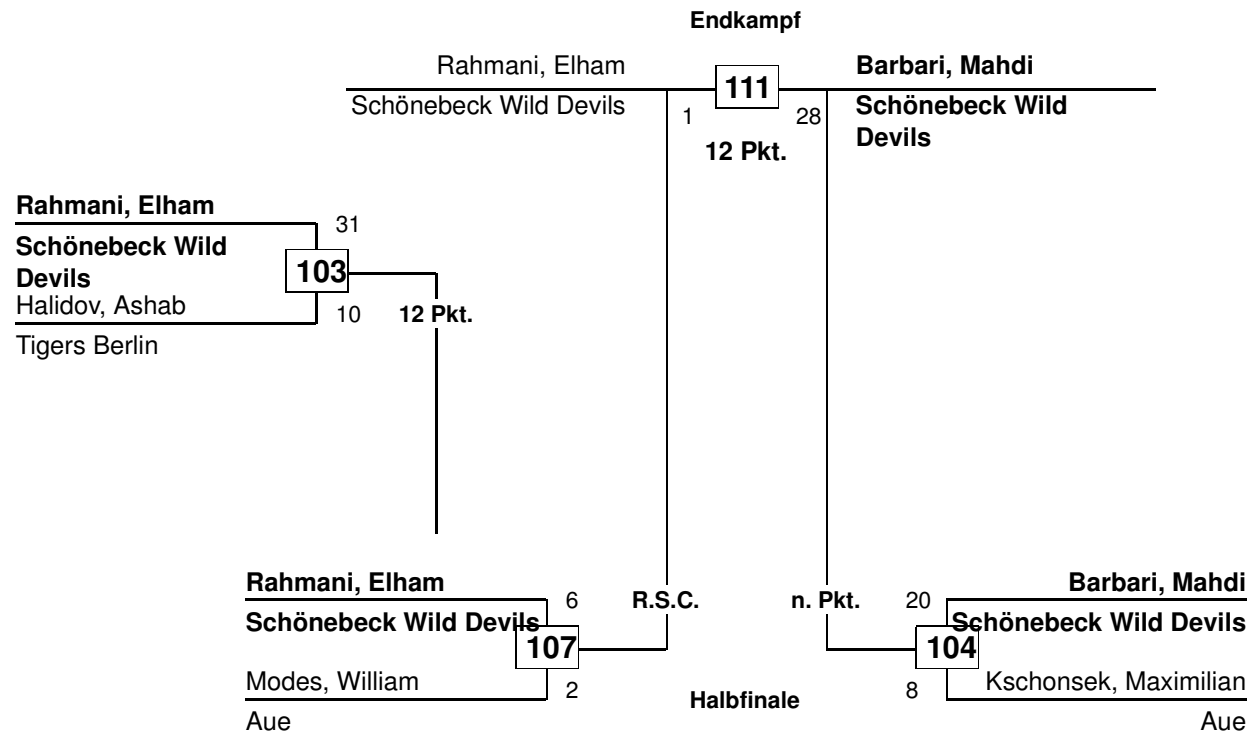 Endkampf
Rahmani, Elham
Schönebeck Wild Devils
1
111
12 Pkt.
28
Barbari, Mahdi
Schönebeck Wild
Devils
Rahmani, Elham
31
Schönebeck Wild
Devils
103
Halidov, Ashab
10
12 Pkt.
Tigers Berlin
Rahmani, Elham
6
R.S.C.
Schönebeck Wild Devils
107
Modes, William
2
Aue
Halbfinale
n. Pkt.
20
Barbari, Mahdi
Schönebeck Wild Devils
104
8
Kschonsek, Maximilian
Aue